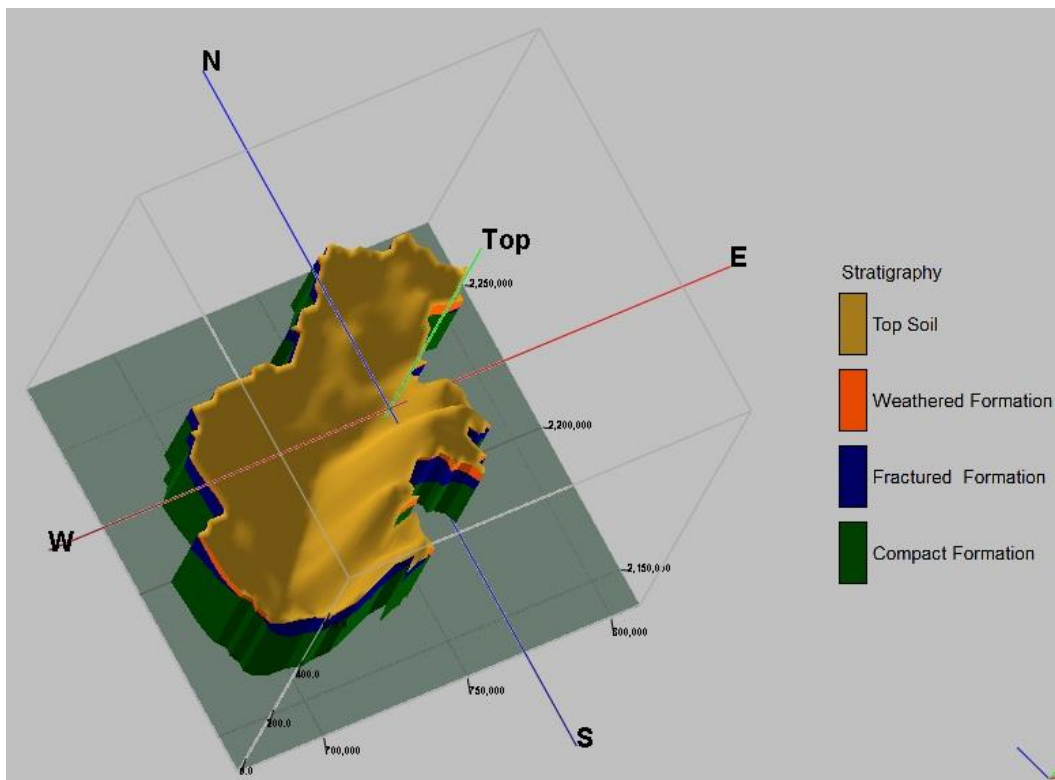 N
Top
E
2,250,000
Stratigraphy
Top Soil
Weathered Formation
2,200,000
Fractured Formation
W
Compact Formation
2,150,000
800,000
400.0
750,000
200.0
700,000
0.0
S